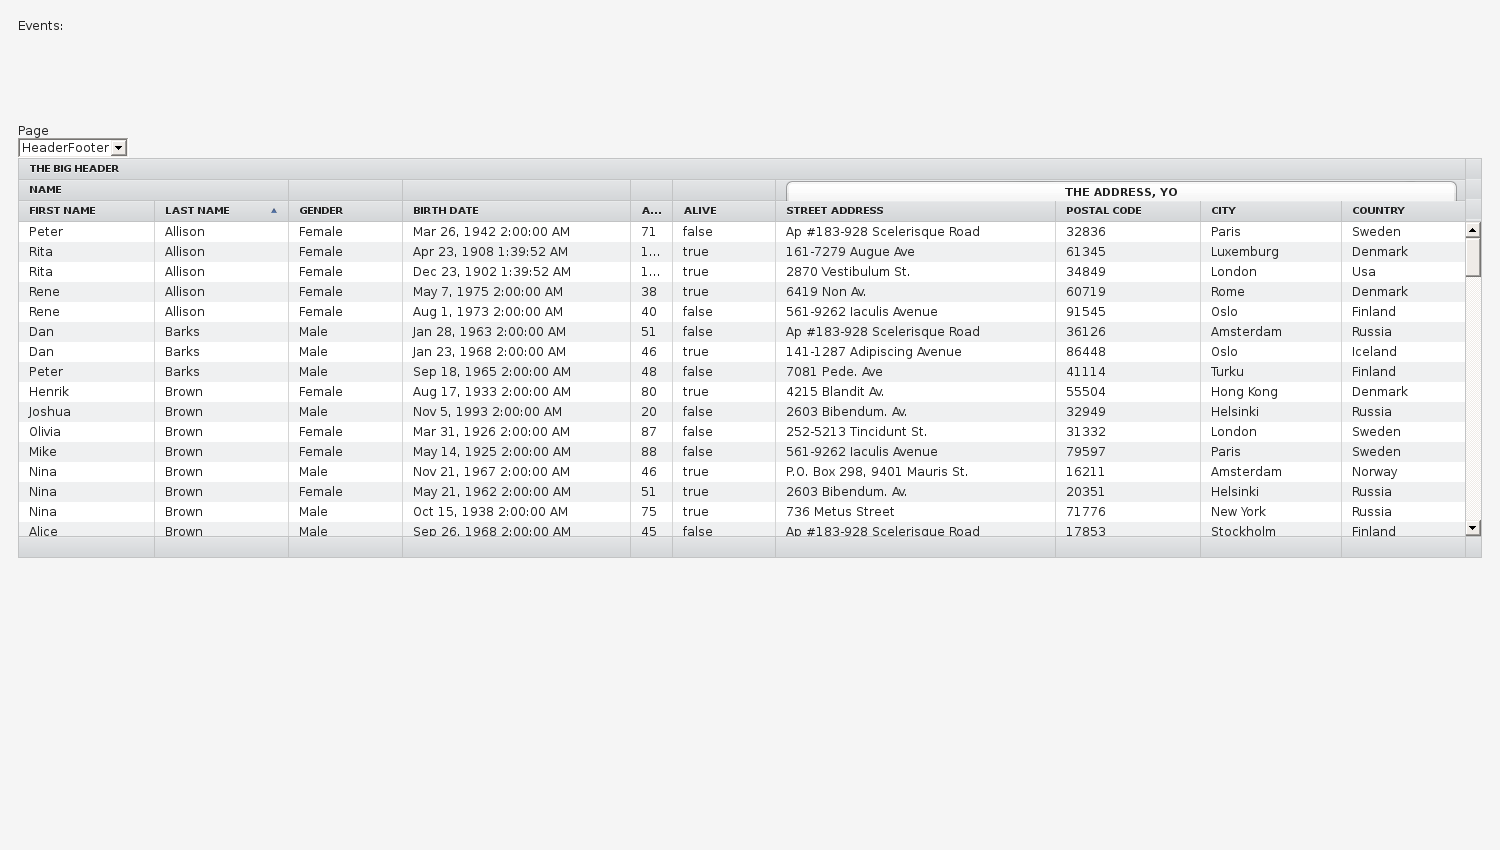 Events:
Page
HeaderFooter
THE BIG HEADER
NAME THE ADDRESS, YO
FIRST NAME LAST NAME GENDER BIRTH DATE A... ALIVE STREET ADDRESS POSTAL CODE CITY COUNTRY
Peter Allison Female Mar 26, 1942 2:00:00 AM 71 false Ap #183-928 Scelerisque Road 32836 Paris Sweden
Rita Allison Female Apr 23, 1908 1:39:52 AM 1... true 161-7279 Augue Ave 61345 Luxemburg Denmark
Rita Allison Female Dec 23, 1902 1:39:52 AM 1... true 2870 Vestibulum St. 34849 London Usa
Rene Allison Female May 7, 1975 2:00:00 AM 38 true 6419 Non Av. 60719 Rome Denmark
Rene Allison Female Aug 1, 1973 2:00:00 AM 40 false 561-9262 Iaculis Avenue 91545 Oslo Finland
Dan Barks Male Jan 28, 1963 2:00:00 AM 51 false Ap #183-928 Scelerisque Road 36126 Amsterdam Russia
Dan Barks Male Jan 23, 1968 2:00:00 AM 46 true 141-1287 Adipiscing Avenue 86448 Oslo Iceland
Peter Barks Male Sep 18, 1965 2:00:00 AM 48 false 7081 Pede. Ave 41114 Turku Finland
Henrik Brown Female Aug 17, 1933 2:00:00 AM 80 true 4215 Blandit Av. 55504 Hong Kong Denmark
Joshua Brown Male Nov 5, 1993 2:00:00 AM 20 false 2603 Bibendum. Av. 32949 Helsinki Russia
Olivia Brown Female Mar 31, 1926 2:00:00 AM 87 false 252-5213 Tincidunt St. 31332 London Sweden
Mike Brown Female May 14, 1925 2:00:00 AM 88 false 561-9262 Iaculis Avenue 79597 Paris Sweden
Nina Brown Male Nov 21, 1967 2:00:00 AM 46 true P.O. Box 298, 9401 Mauris St. 16211 Amsterdam Norway
Nina Brown Female May 21, 1962 2:00:00 AM 51 true 2603 Bibendum. Av. 20351 Helsinki Russia
Nina Brown Male Oct 15, 1938 2:00:00 AM 75 true 736 Metus Street 71776 New York Russia
Alice Brown Male Sep 26, 1968 2:00:00 AM 45 false Ap #183-928 Scelerisque Road 17853 Stockholm Finland